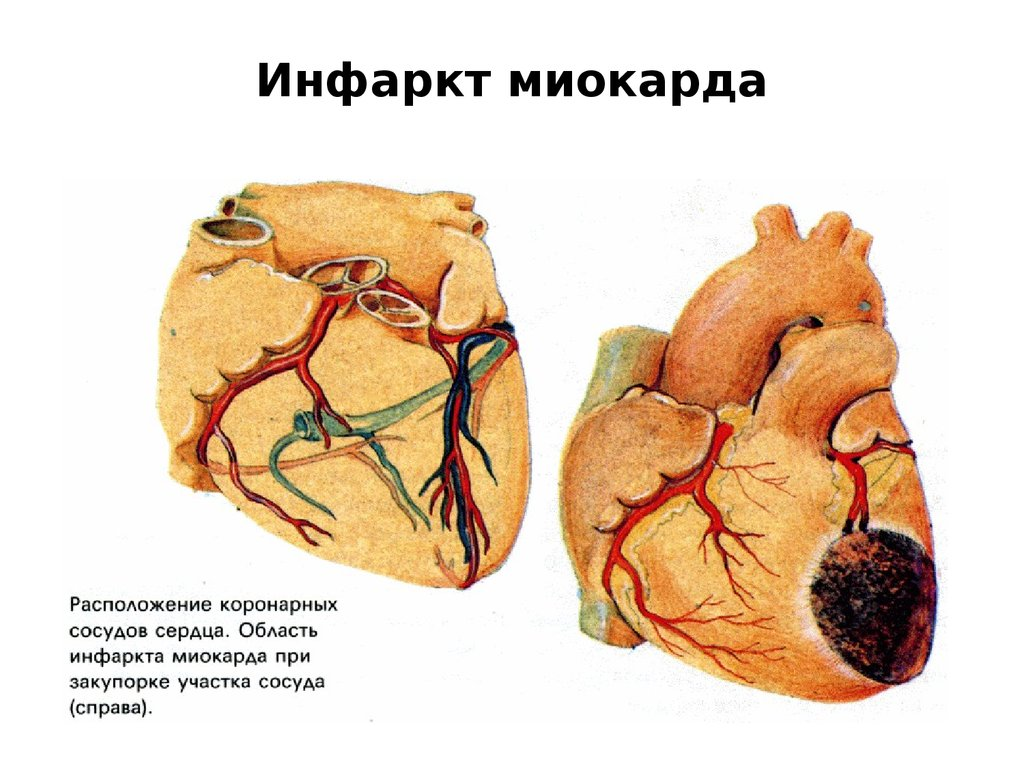 Инфаркт миокарда
Расположение коронарных
сосудов сердца. Область
инфаркта миокарда при
закупорке участка сосуда
(справа).